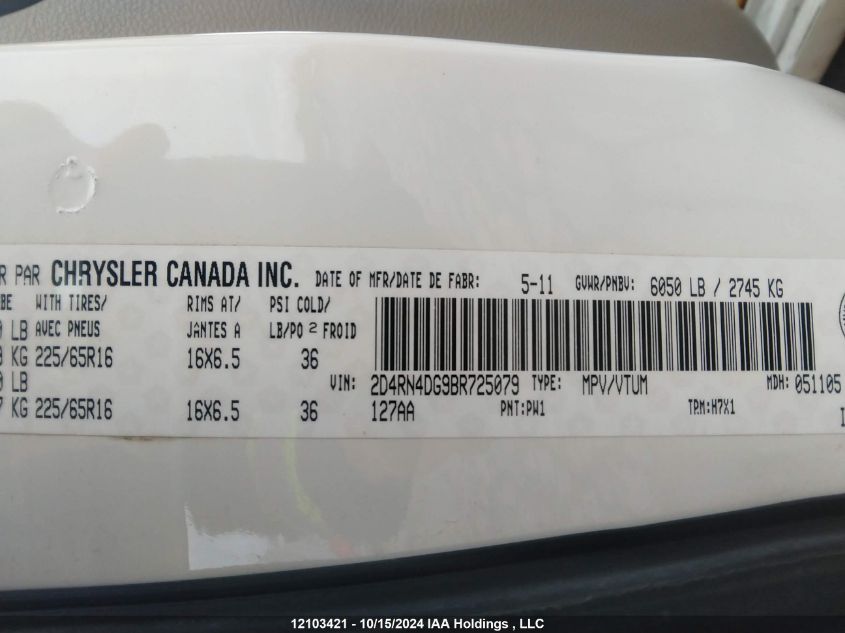 R PAR CHRYSLER CANADA INC. DATE OF MFR/DATE DE FABR: 5-11 GVWR/PNBV: 6050 LB / 2745 KG
BE WITH TIRES/ RIMS AT/ PSI COLD/
LB AVEC PNEUS JANTES A LB/PO 2 FROID
KG 225/65R16 16X6.5 36
LB VIN: 2D4RN4DG9BR725079 TYPE: MPV/VTUM MDH: 051105
7 KG 225/65R16 16X6.5 36 127AA PNT:PW1 TRM:H7X1
12103421 - 10/15/2024 IAA Holdings , LLC